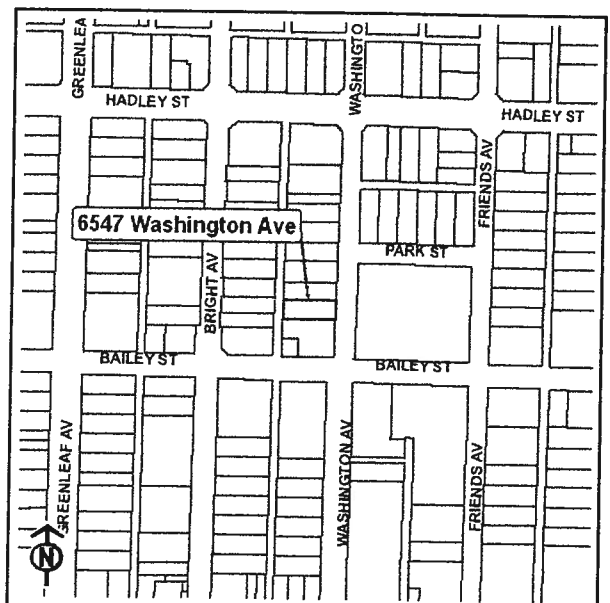 GREENLEA
WASHINGTO
HADLEY ST
HADLEY ST
FRIENDS AV
6547 Washington Ave
PARK ST
BRIGHT AV
BAILEY ST
BAILEY ST
GREENLEAF AV
WASHINGTON AV
FRIENDS AV
N